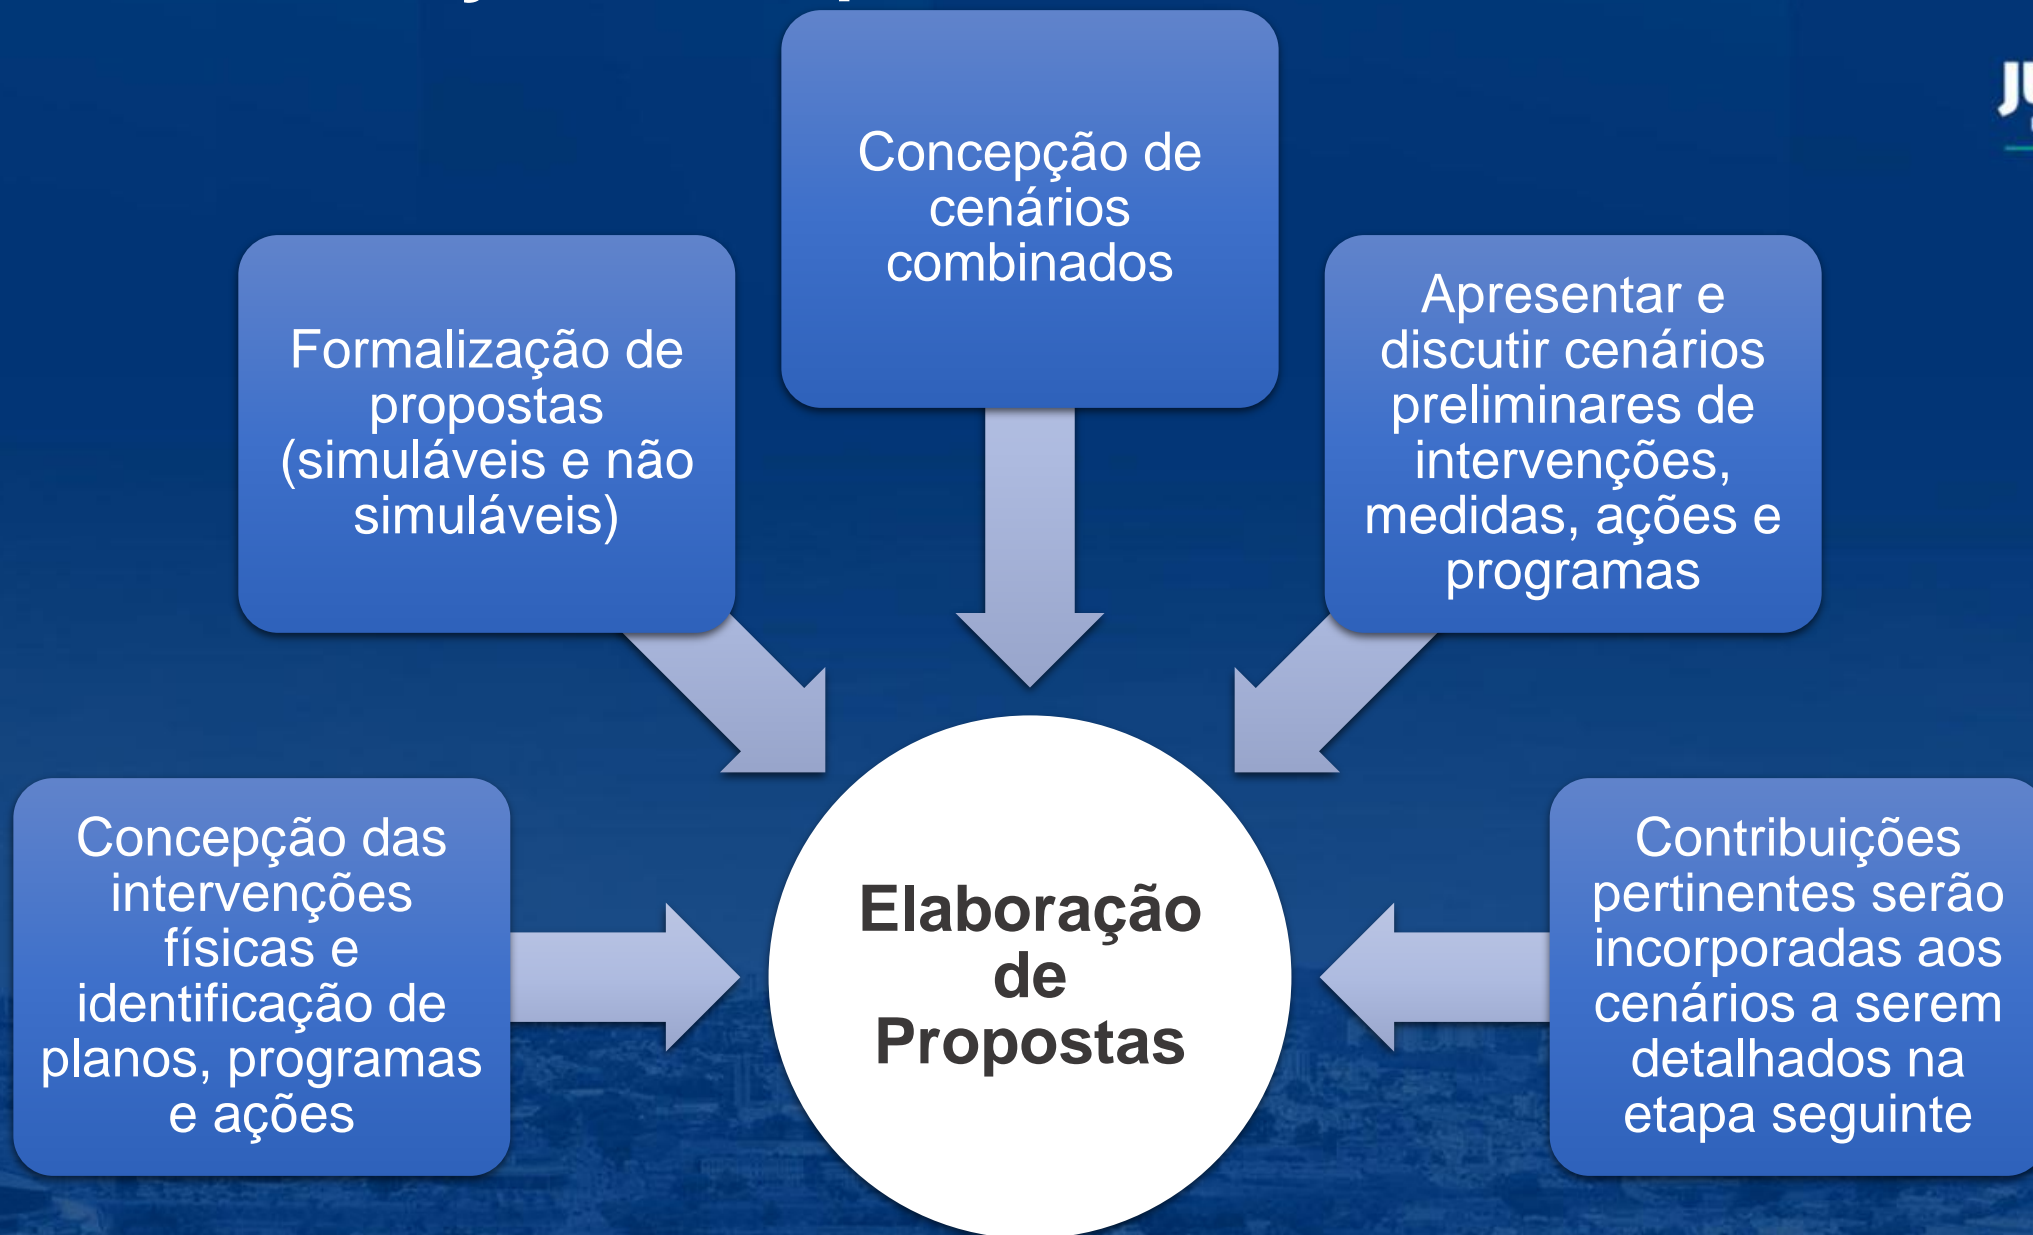 Concepção de
cenários
combinados
Formalização de
propostas
(simuláveis e não
simuláveis)
Apresentar e
discutir cenários
preliminares de
intervenções,
medidas, ações e
programas
Concepção das
intervenções
físicas e
identificação de
planos, programas
e ações
Elaboração
de
Propostas
Contribuições
pertinentes serão
incorporadas aos
cenários a serem
detalhados na
etapa seguinte